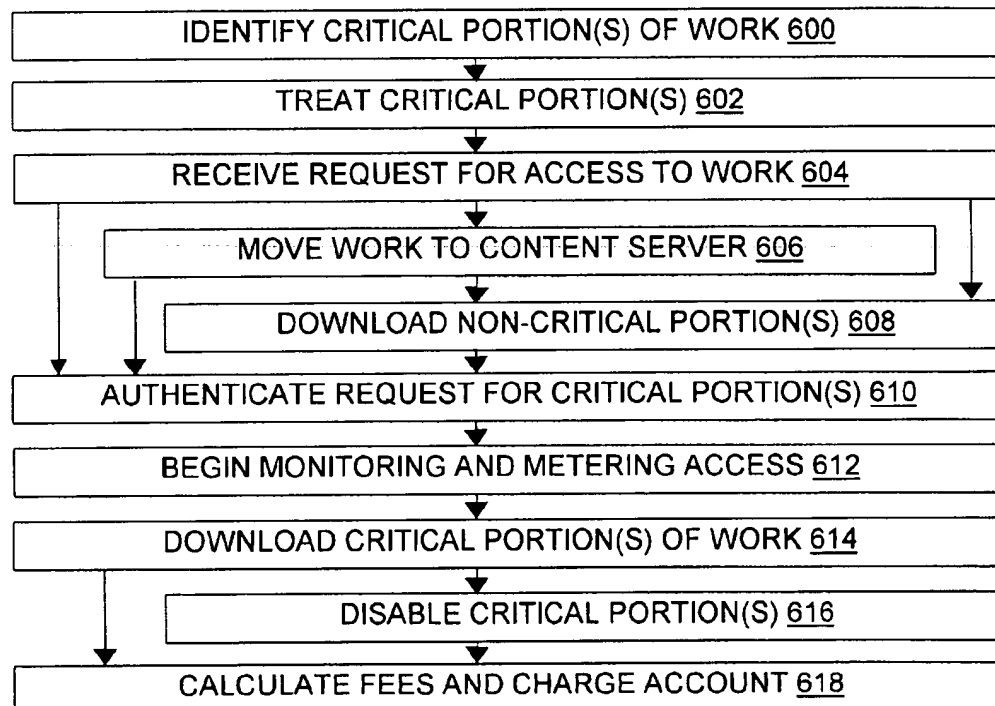 IDENTIFY CRITICAL PORTION(S) OF WORK 600
TREAT CRITICAL PORTION(S) 602
RECEIVE REQUEST FOR ACCESS TO WORK 604
MOVE WORK TO CONTENT SERVER 606
DOWNLOAD NON-CRITICAL PORTION(S) 608
AUTHENTICATE REQUEST FOR CRITICAL PORTION(S) 610
BEGIN MONITORING AND METERING ACCESS 612
DOWNLOAD CRITICAL PORTION(S) OF WORK 614
DISABLE CRITICAL PORTION(S) 616
CALCULATE FEES AND CHARGE ACCOUNT 618